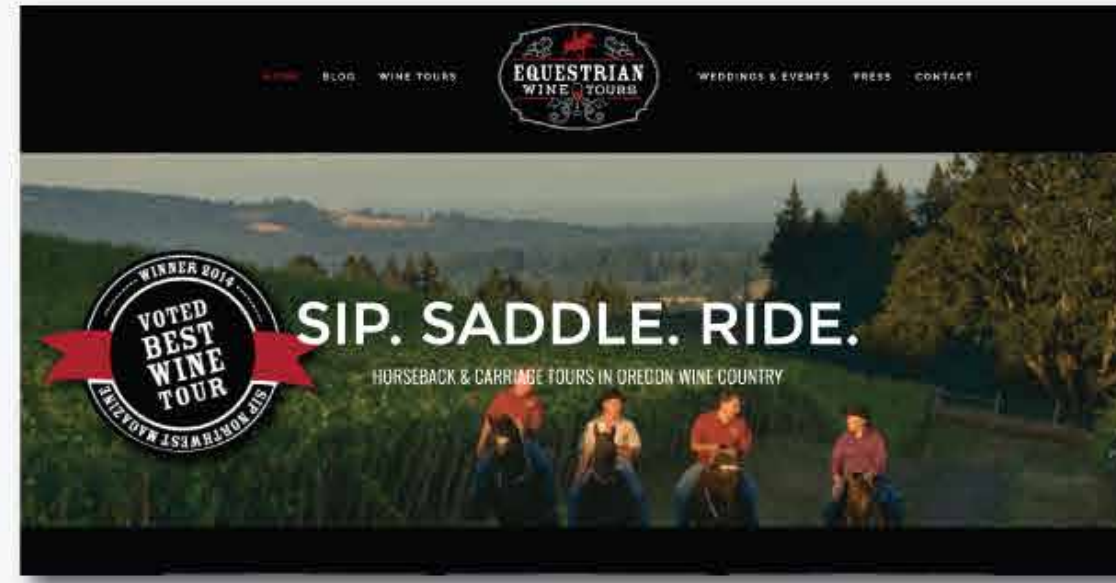 HOME BLOG WINE TOURS
EQUESTRIAN
WINE TOURS
WEDDINGS & EVENTS PRESS CONTACT
WINNER 2014
VOTED
BEST
WINE
TOUR
SIP NORTHWEST MAGAZINE
SIP. SADDLE. RIDE.
HORSEBACK & CARRIAGE TOURS IN OREGON WINE COUNTRY